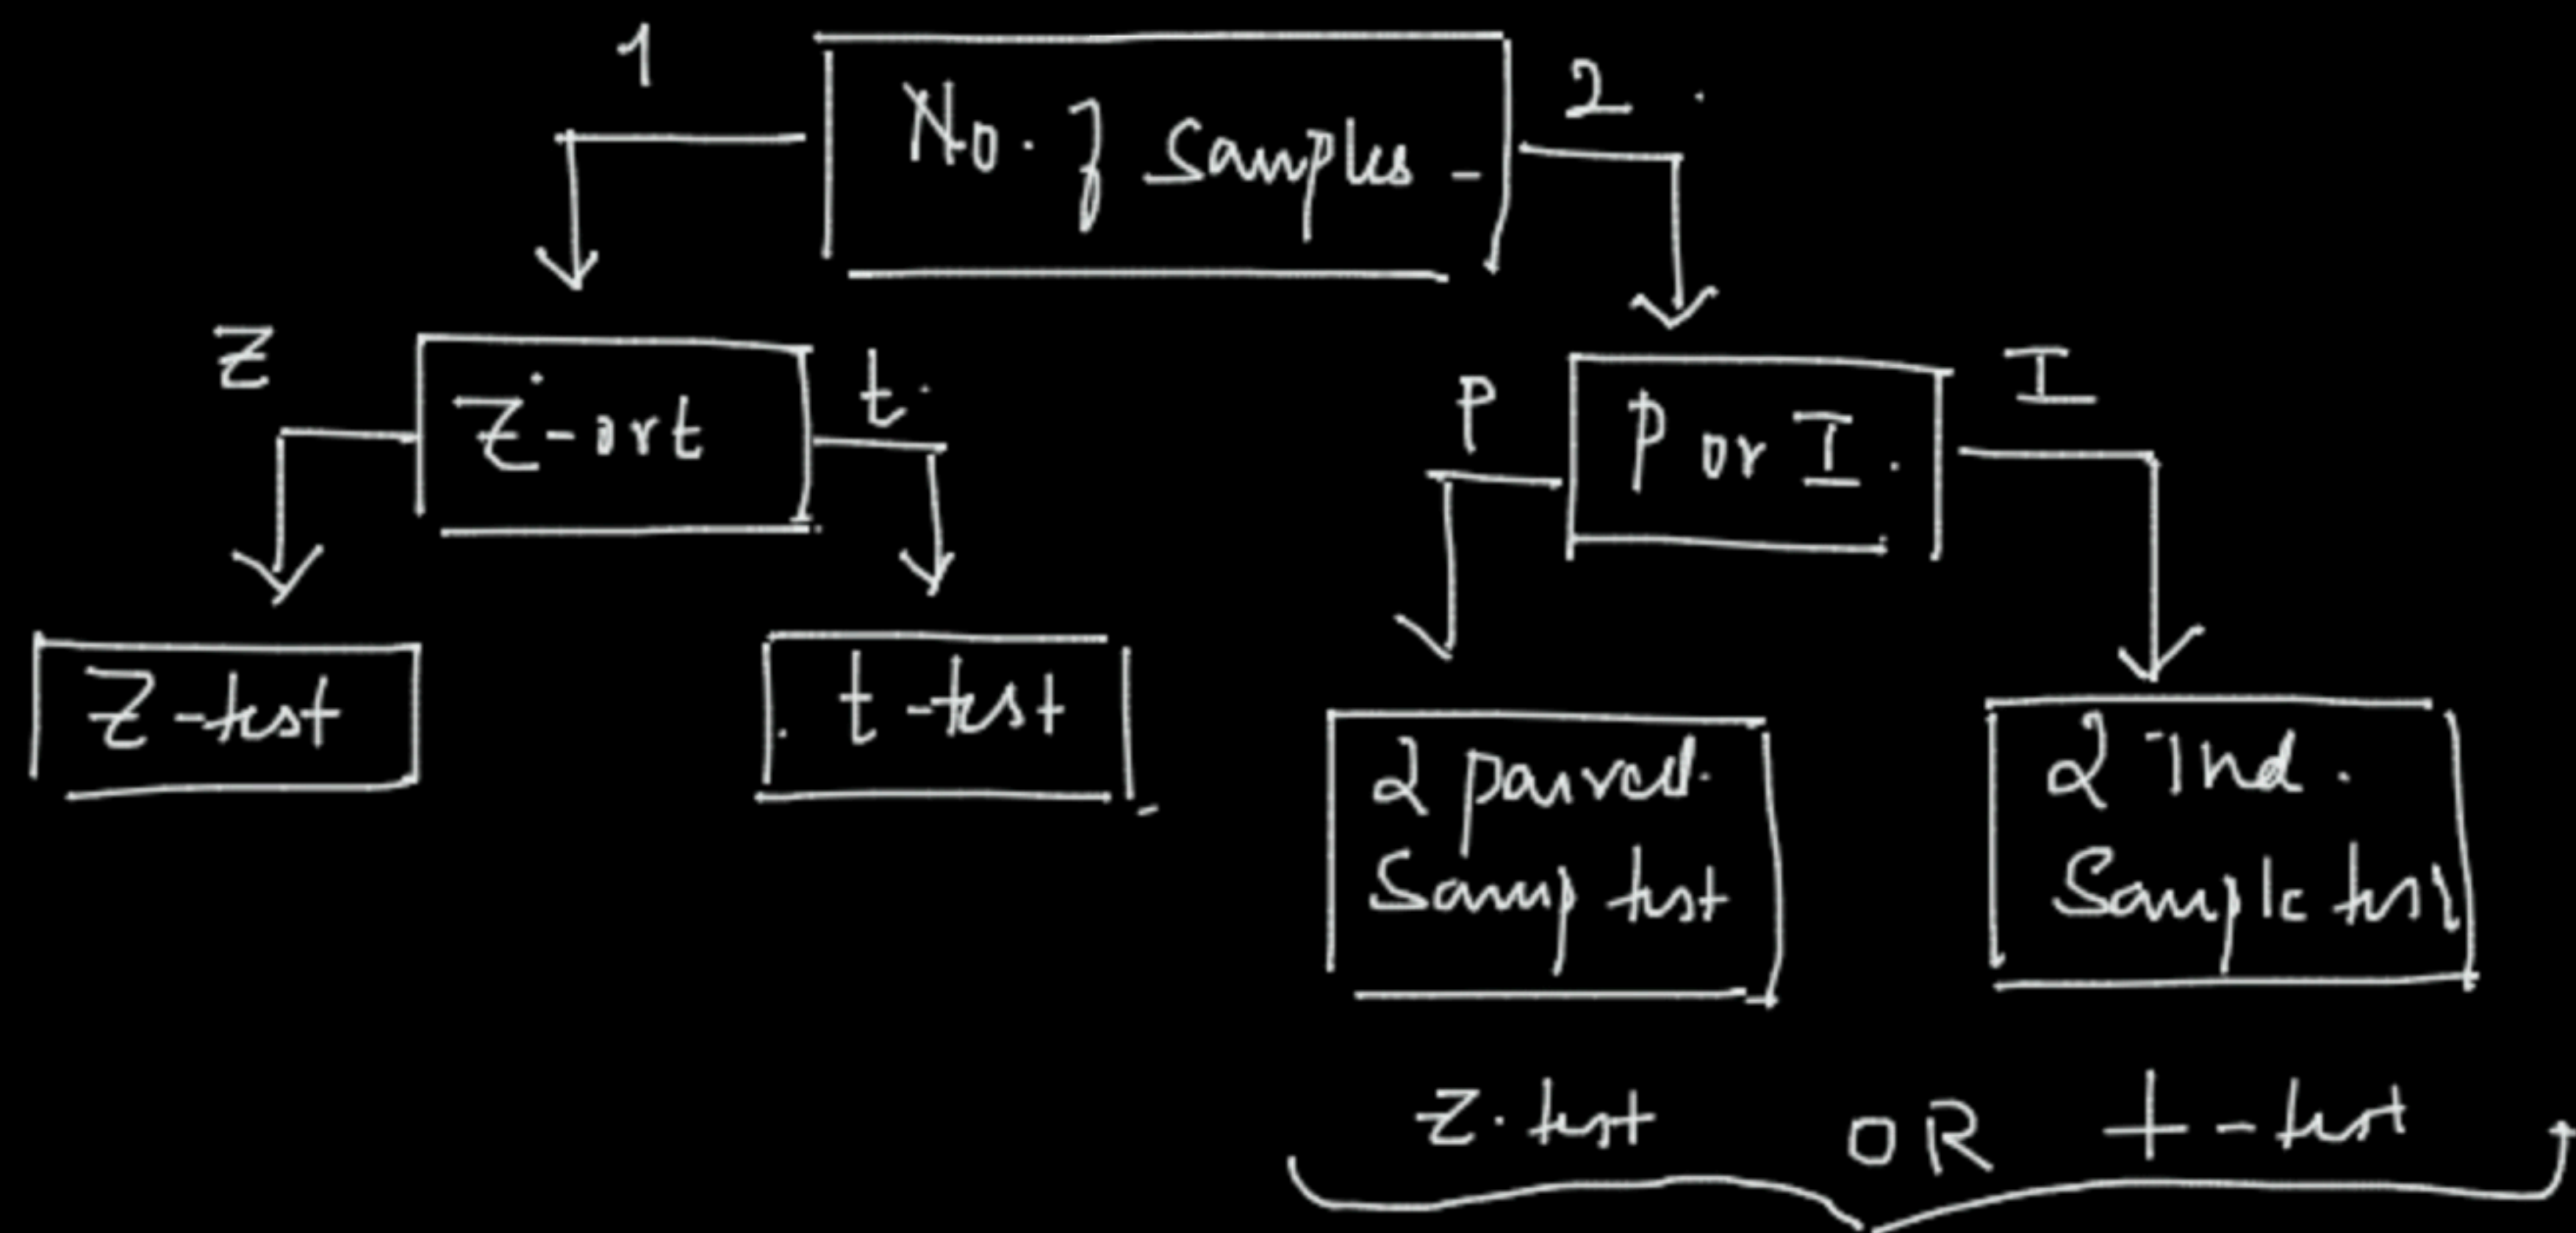 1
No. of Samples
2
Z
Z-or t
t
P
P or I.
I
Z-test
t-test
2 paired
Samp test
2 Ind.
Sample test
Z-test OR t-test